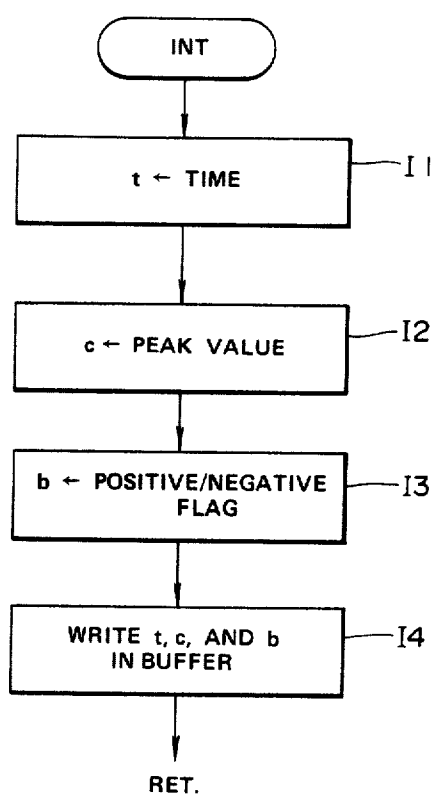 INT
t ← TIME
I1
c ← PEAK VALUE
I2
b ← POSITIVE/NEGATIVE
FLAG
I3
WRITE t, c, AND b
IN BUFFER
I4
RET.